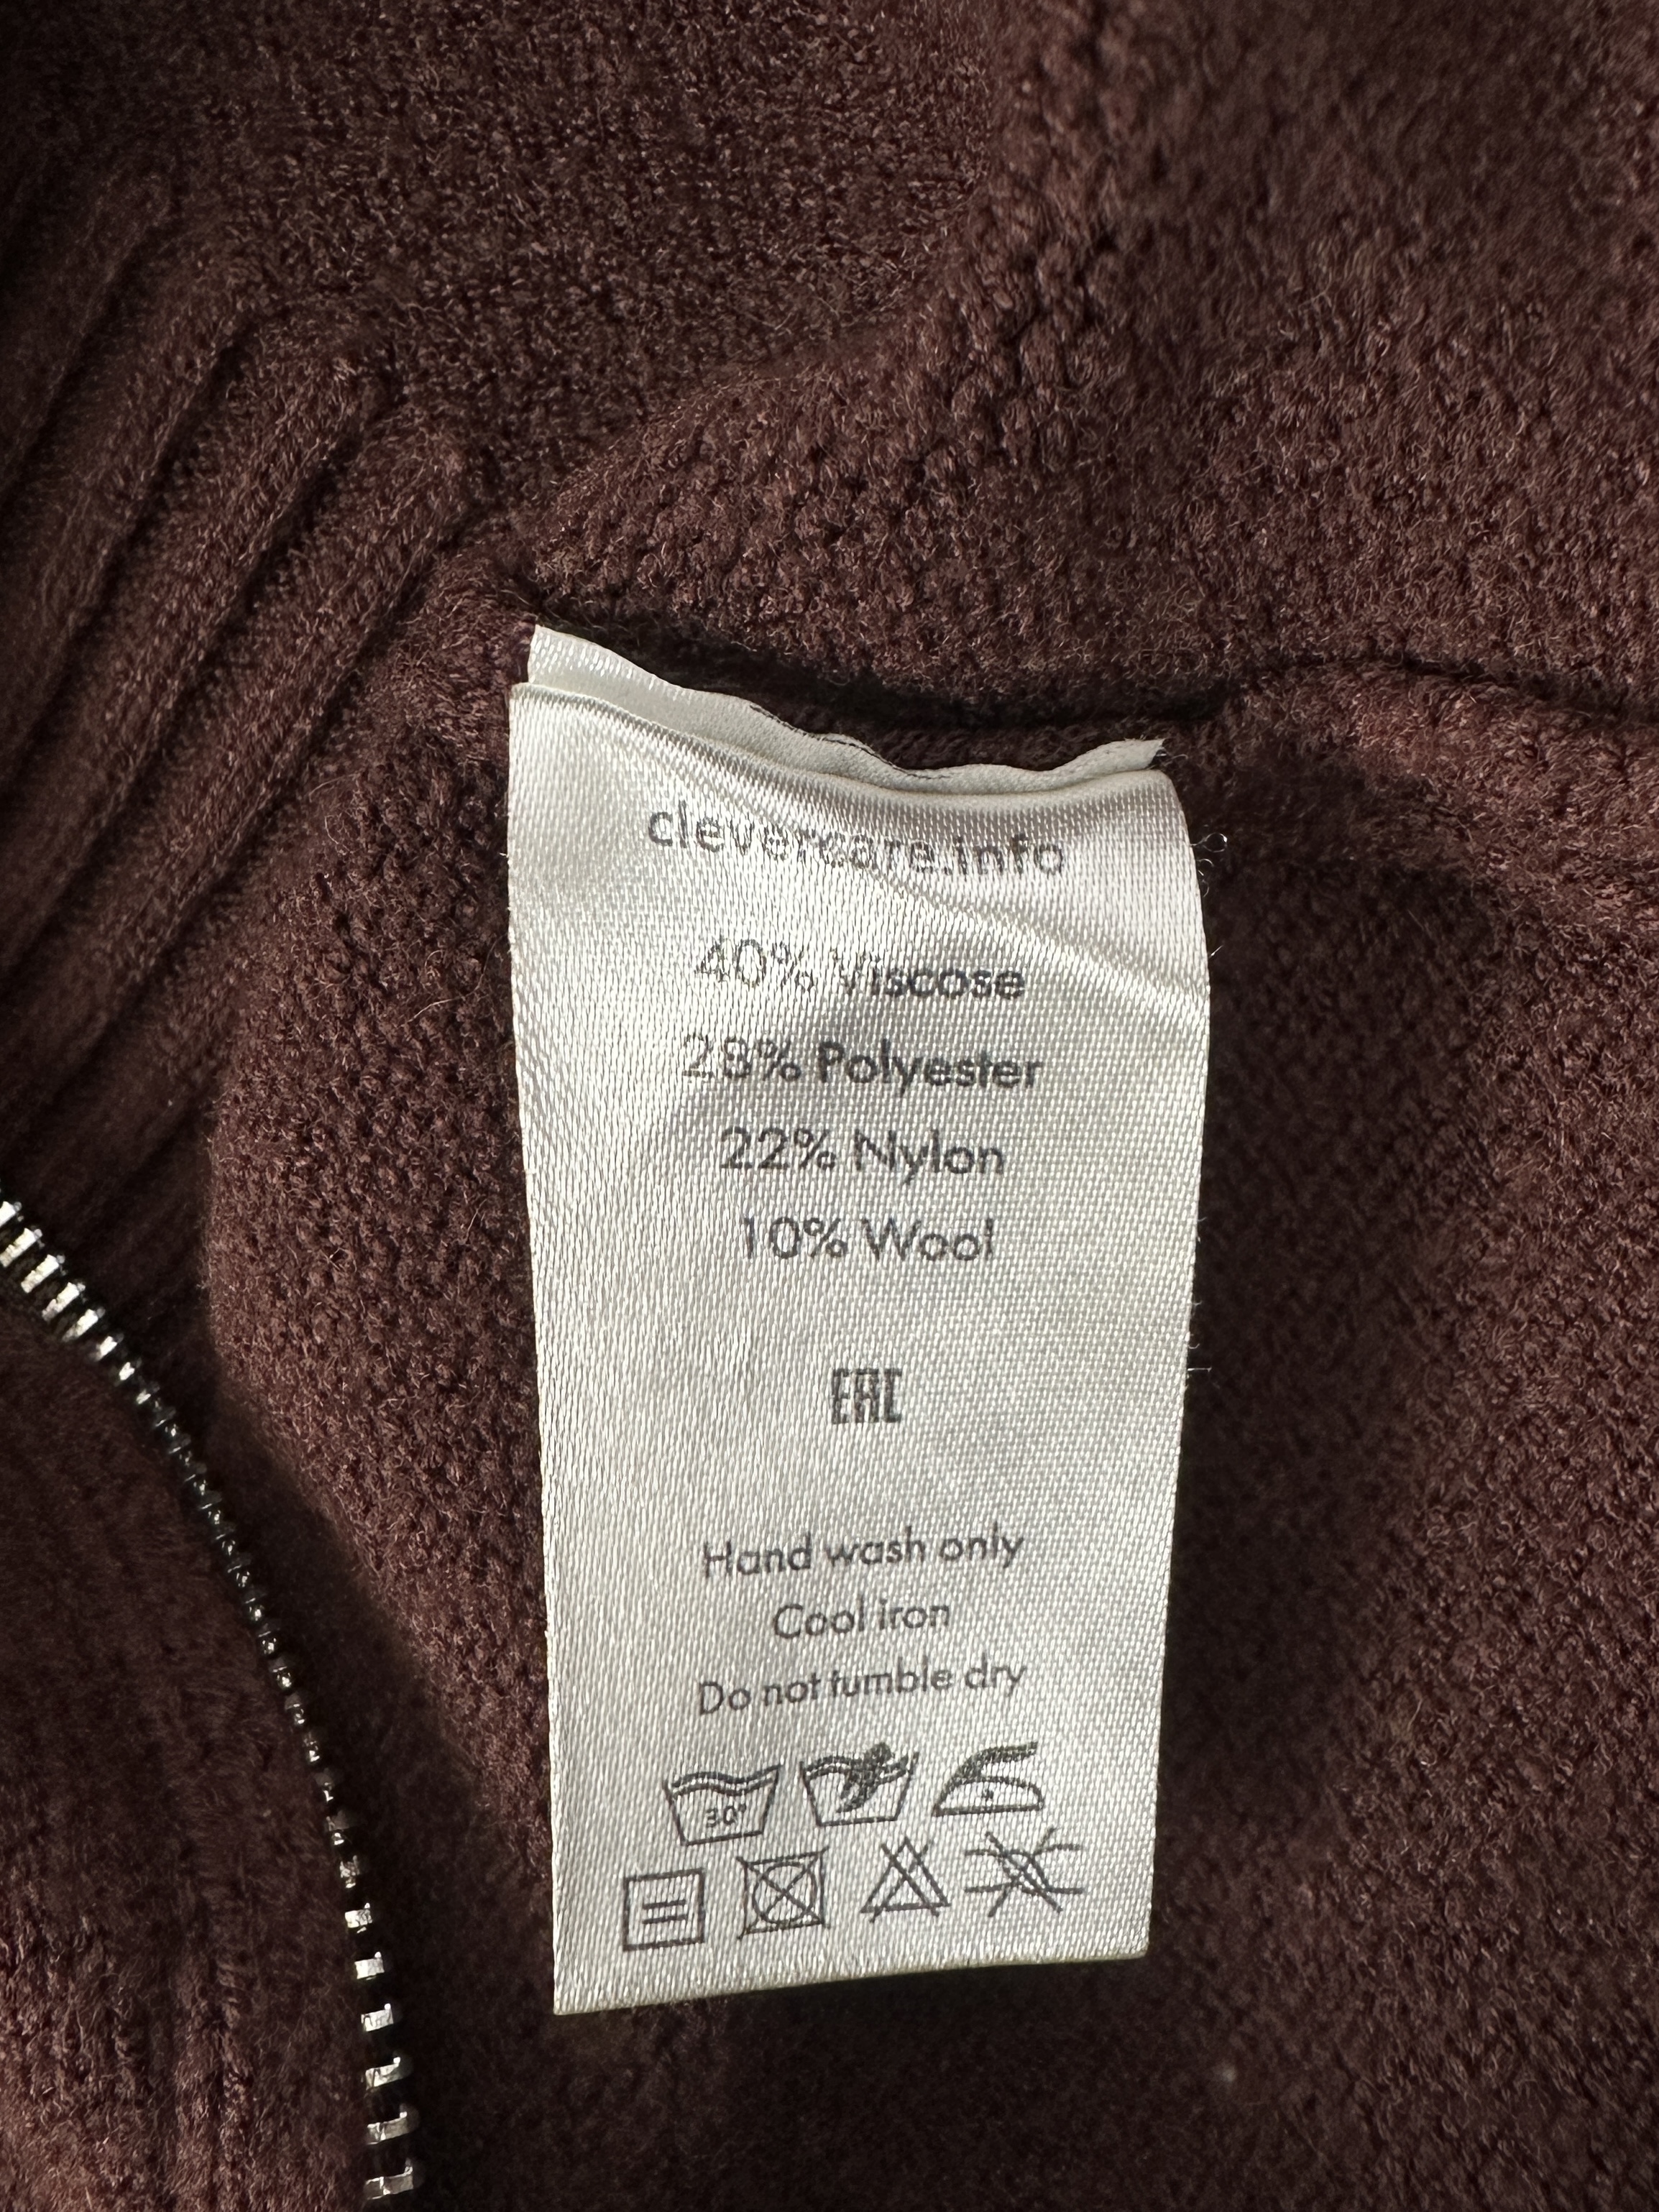 clevercare.info
40% Viscose
28% Polyester
22% Nylon
10% Wool
EAC
Hand wash only
Cool iron
Do not tumble dry
30°